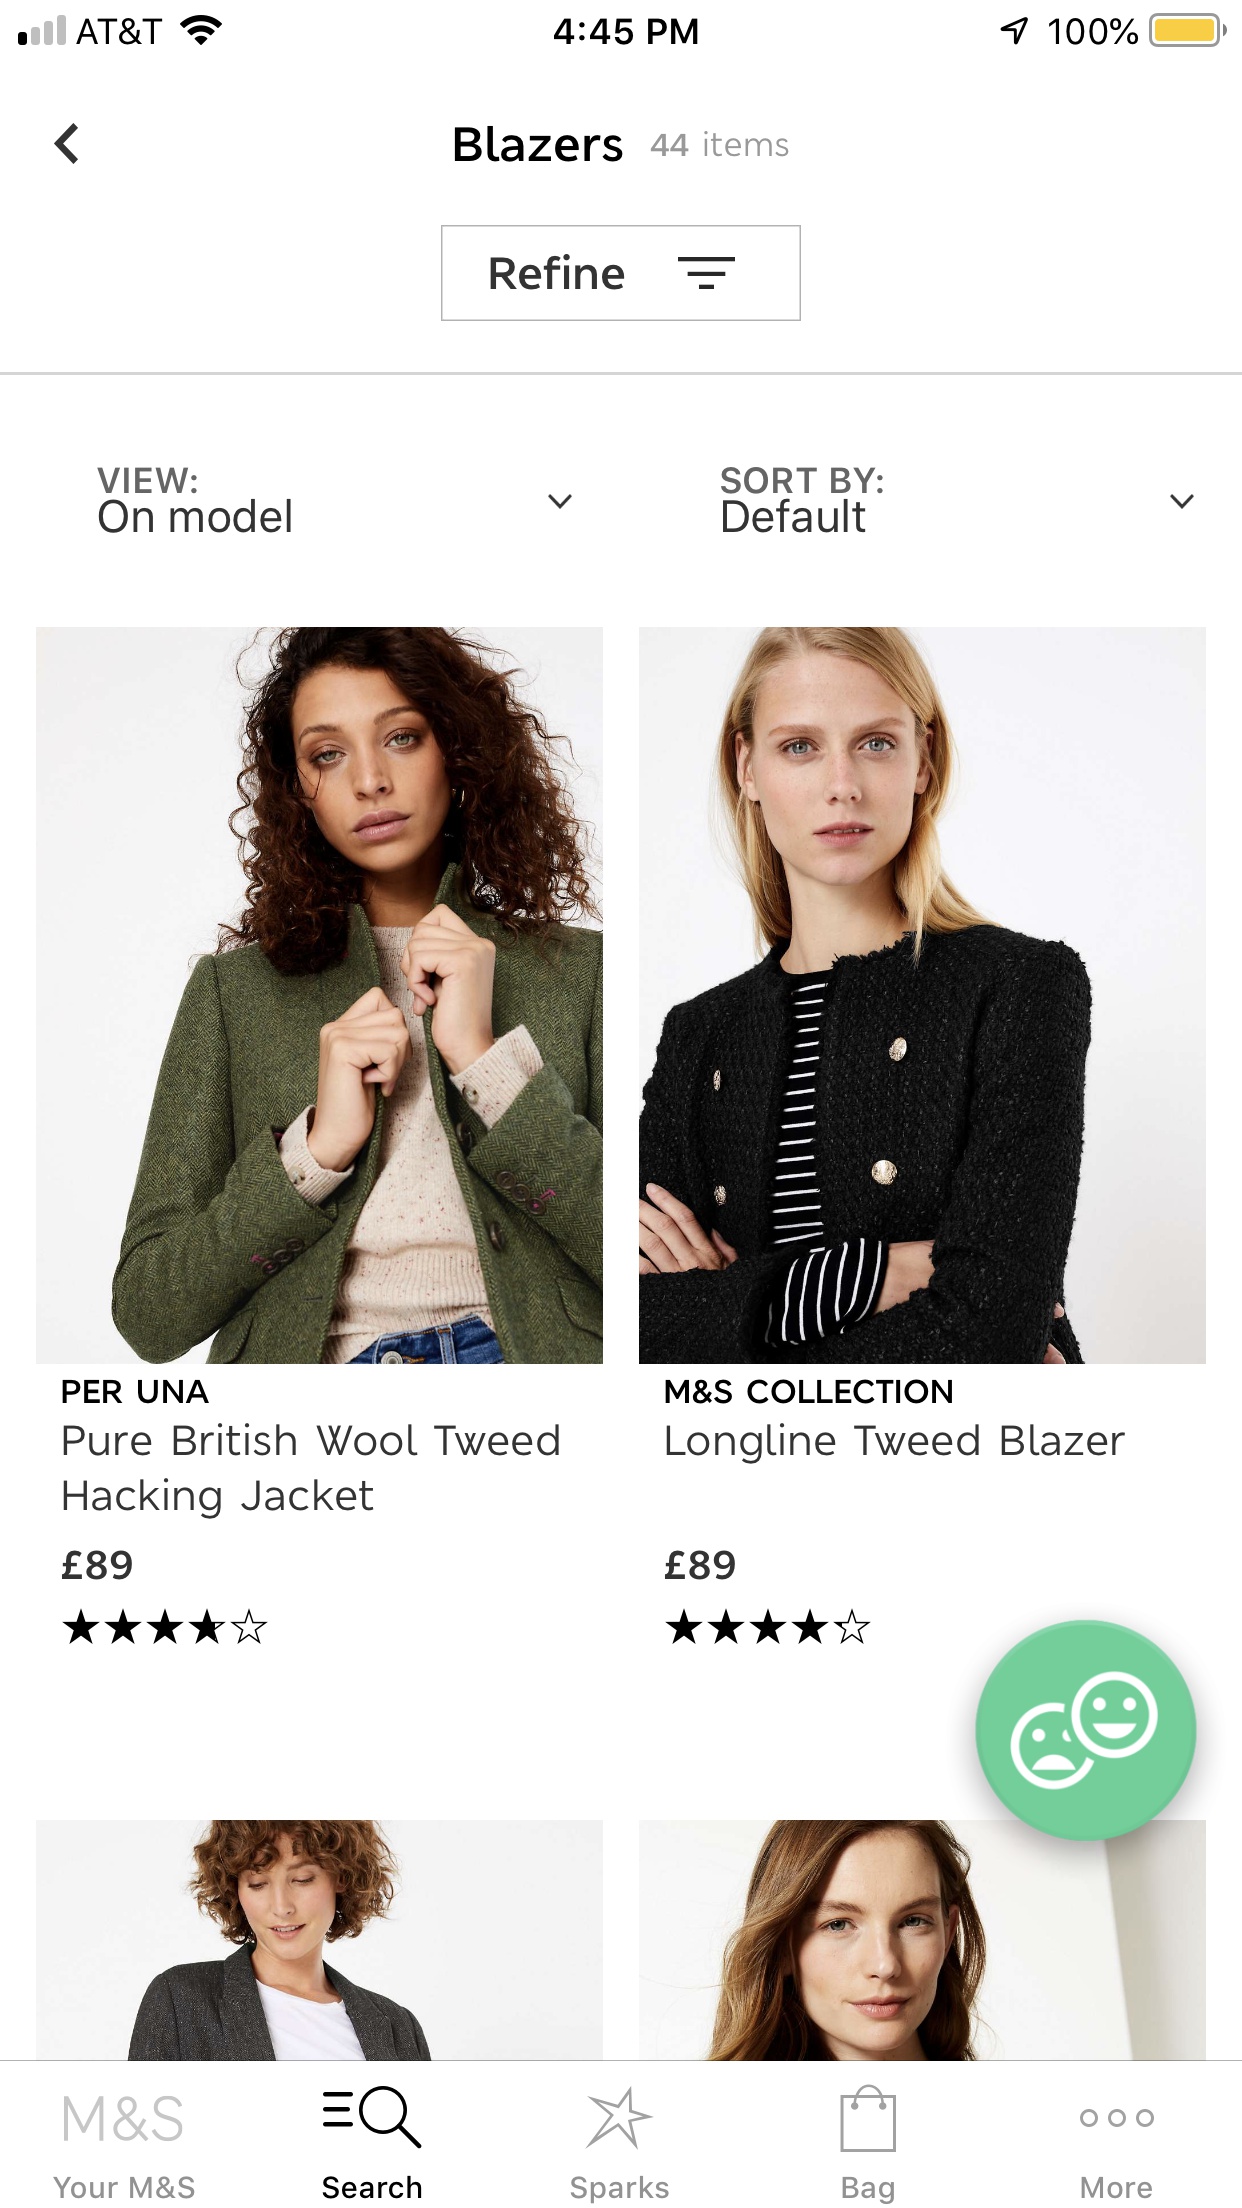 AT&T
4:45 PM
100%
Blazers 44 items
Refine
VIEW:
On model
SORT BY:
Default
PER UNA
Pure British Wool Tweed
Hacking Jacket
£89
M&S COLLECTION
Longline Tweed Blazer
£89
M&S
Your M&S
Search
Sparks
Bag
More